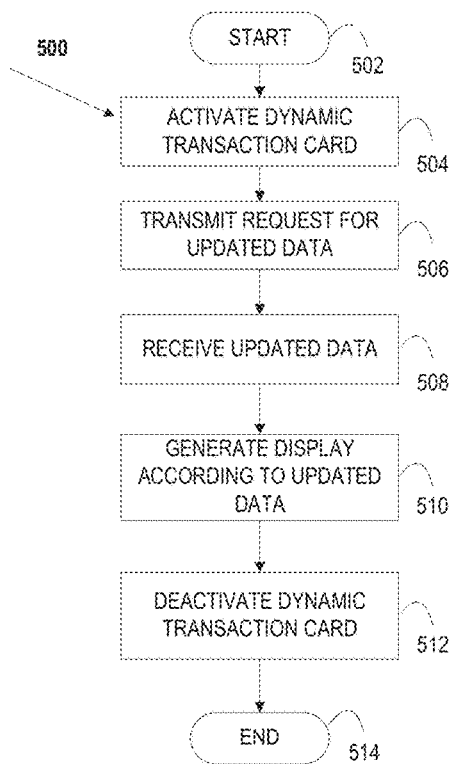 500
START
502
ACTIVATE DYNAMIC
TRANSACTION CARD
504
TRANSMIT REQUEST FOR
UPDATED DATA
506
RECEIVE UPDATED DATA
508
GENERATE DISPLAY
ACCORDING TO UPDATED
DATA
510
DEACTIVATE DYNAMIC
TRANSACTION CARD
512
END
514